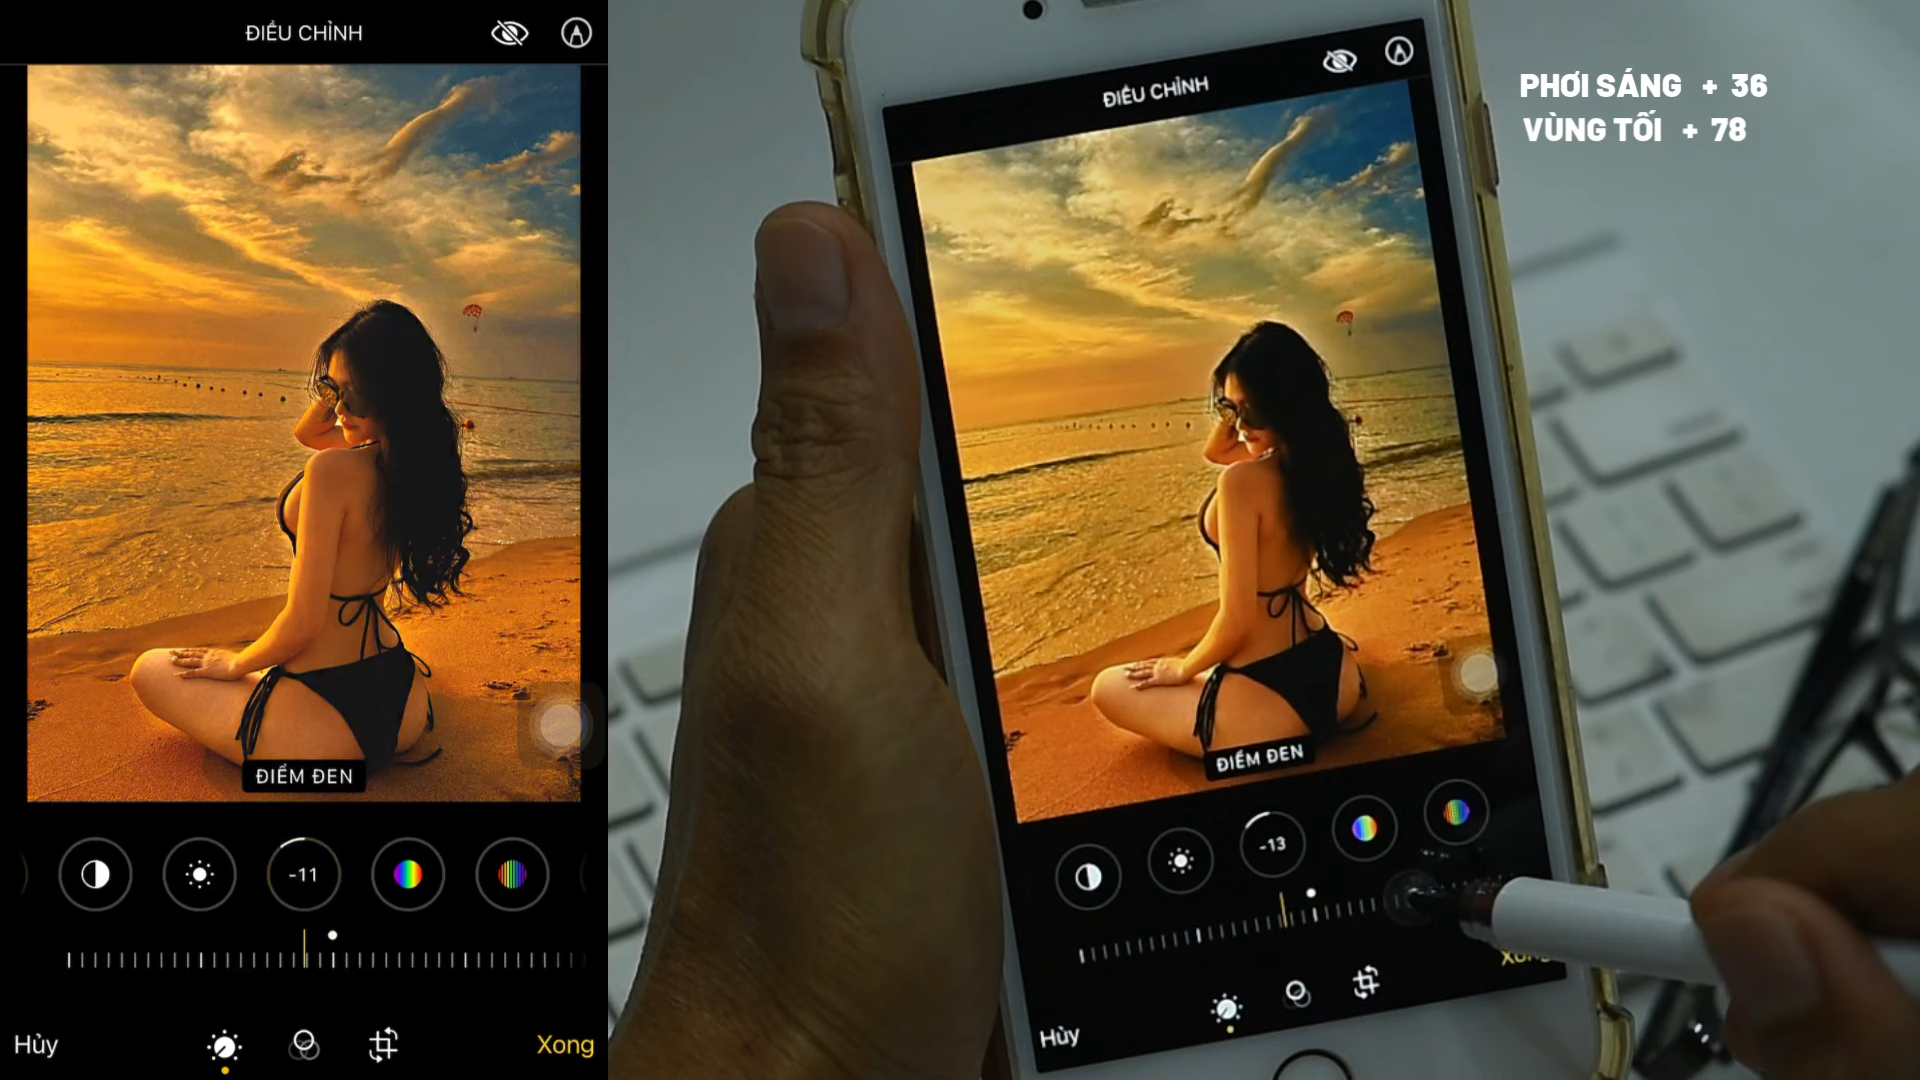 ĐIỀU CHỈNH
ĐIỂM ĐEN
-11
Hủy
Xong
ĐIỀU CHỈNH
ĐIỂM ĐEN
-13
Hủy
Xong
PHƠI SÁNG + 36
VÙNG TỐI + 78